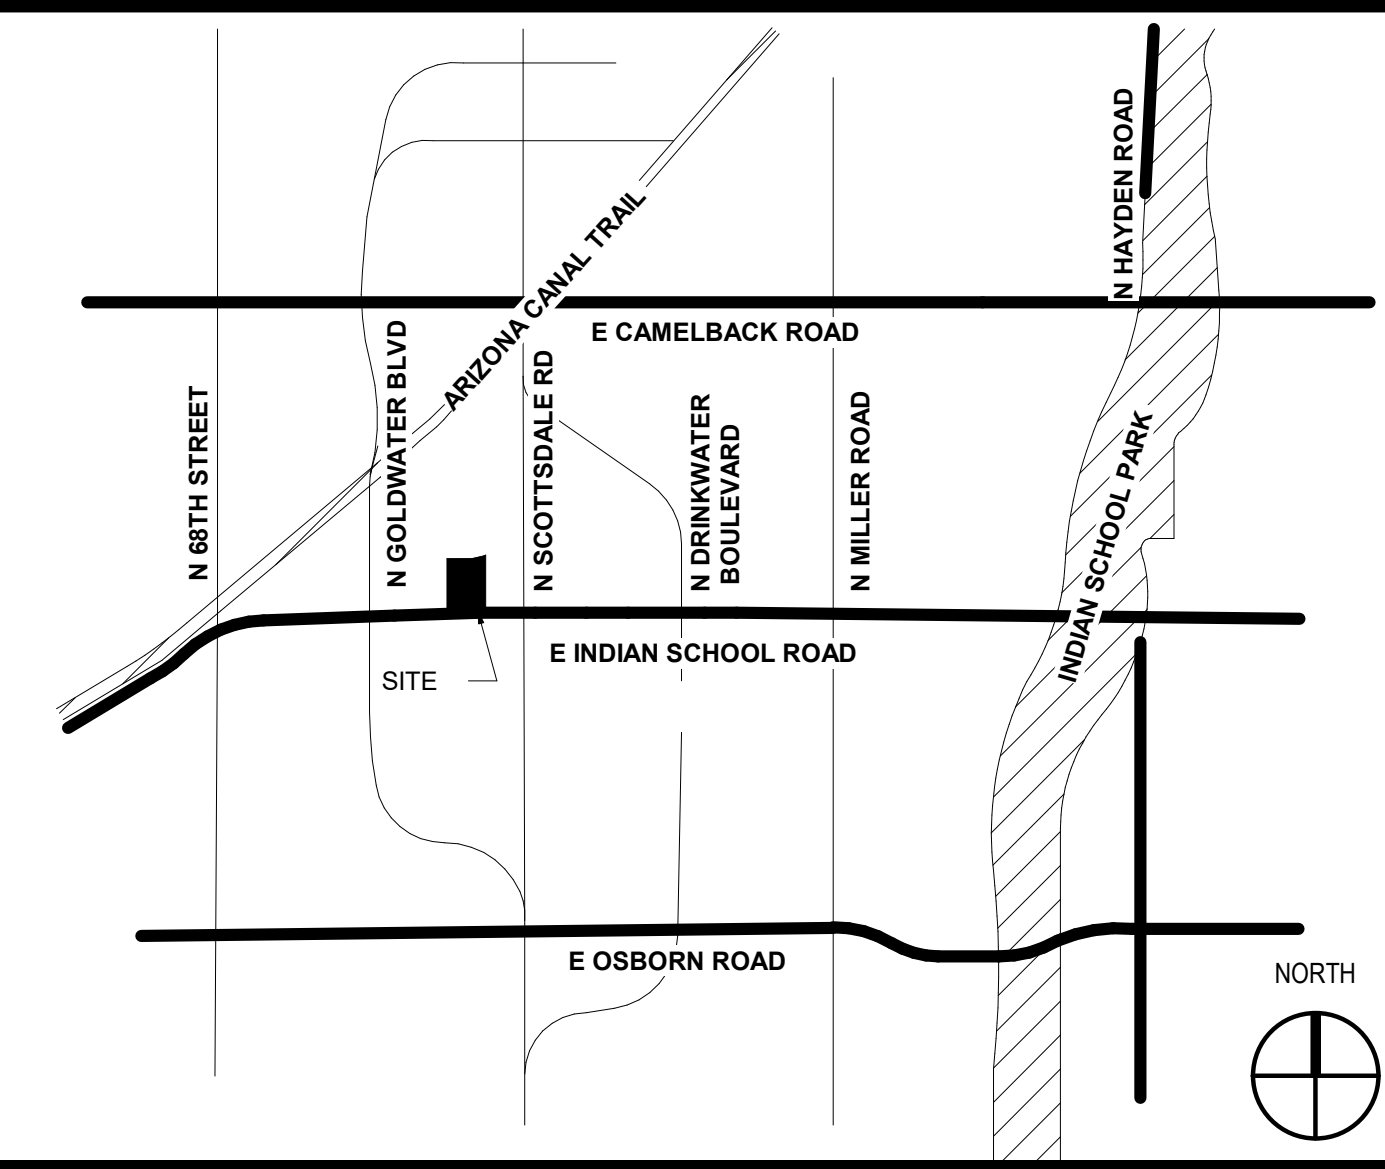 N HAYDEN ROAD
ARIZONA CANAL TRAIL
E CAMELBACK ROAD
N 68TH STREET
N GOLDWATER BLVD
N SCOTTSDALE RD
N DRINKWATER
BOULEVARD
N MILLER ROAD
INDIAN SCHOOL PARK
E INDIAN SCHOOL ROAD
SITE
E OSBORN ROAD
NORTH